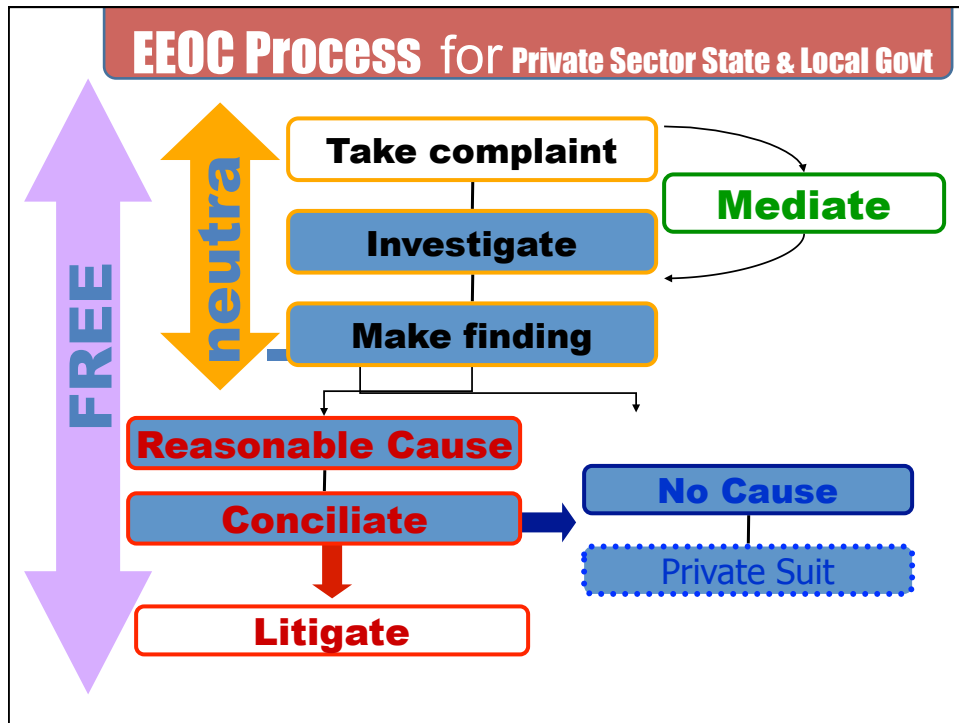 EEOC Process for Private Sector State & Local Govt
FREE
neutra
Take complaint
Mediate
Investigate
Make finding
Reasonable Cause
Conciliate
No Cause
Private Suit
Litigate